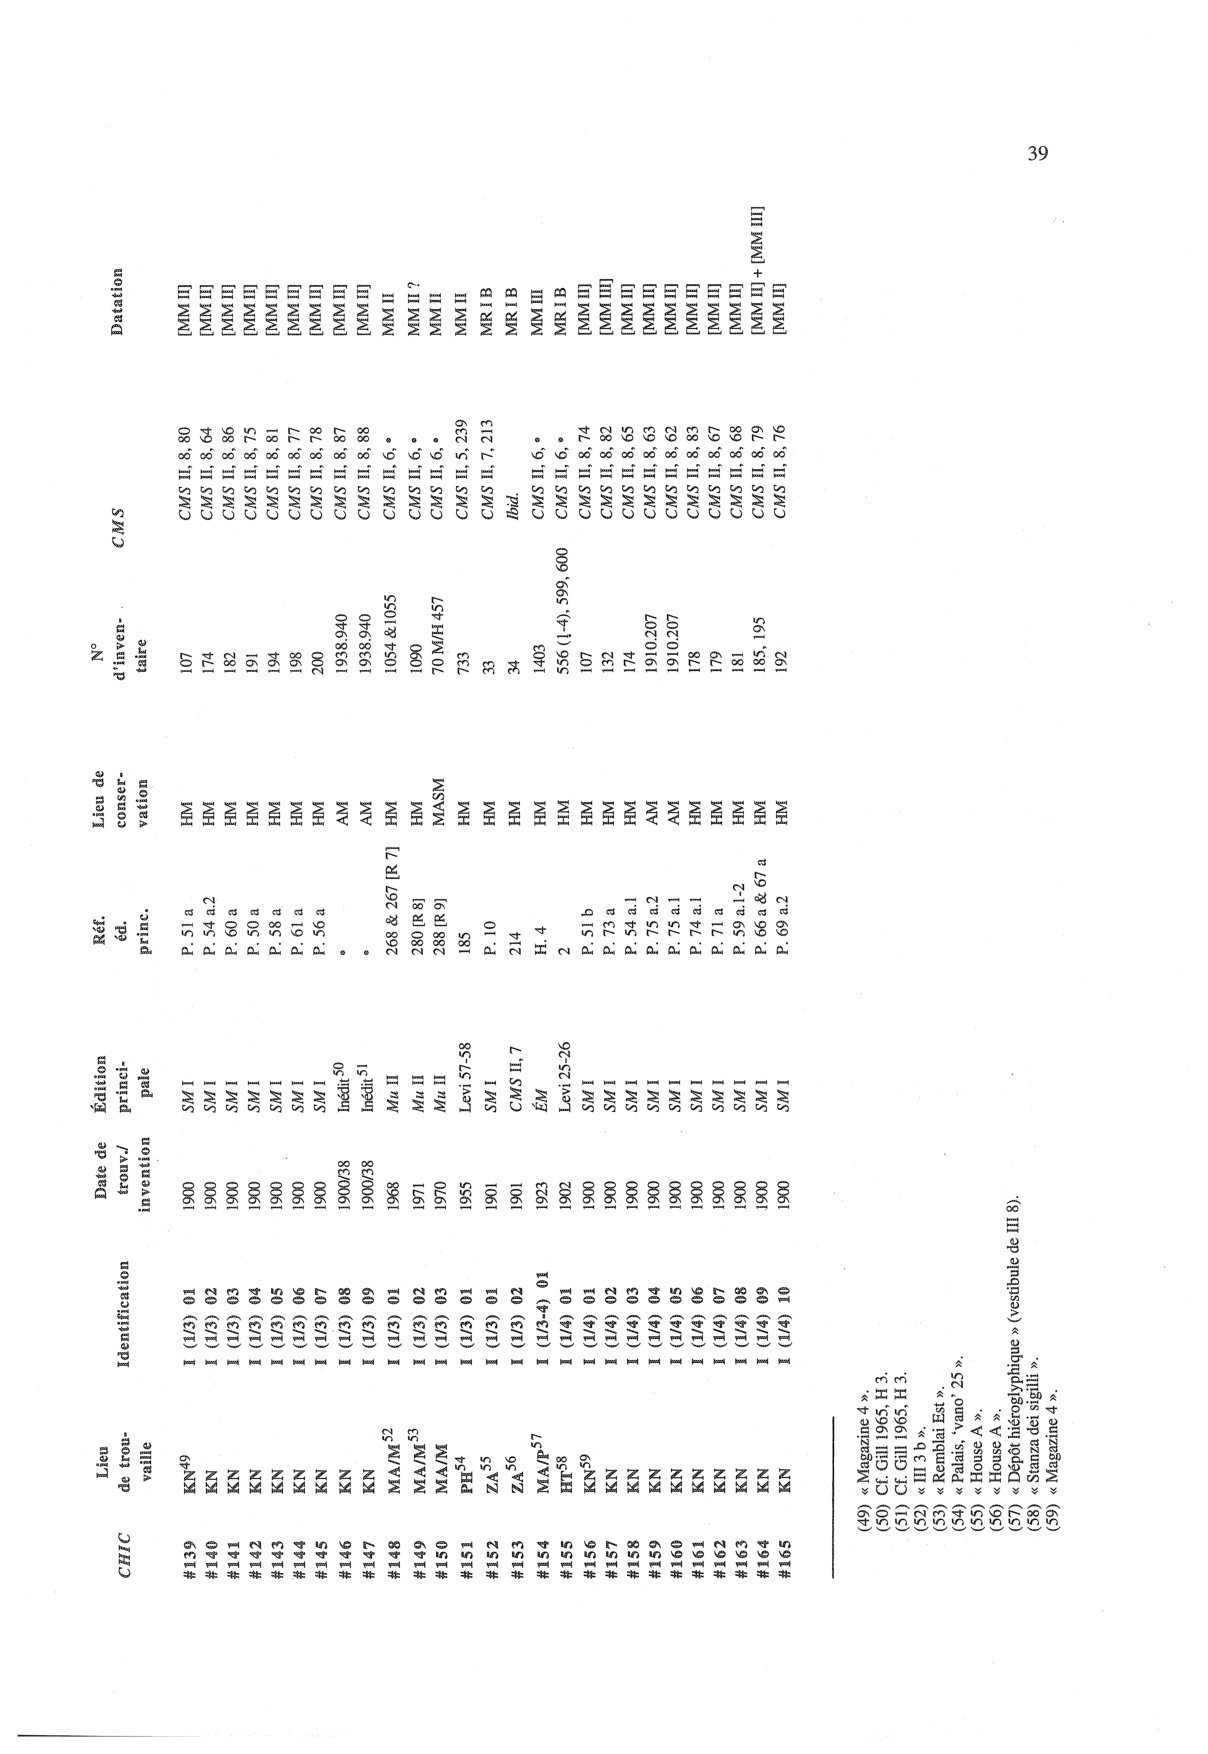 39
CHIC Lieu de trou- vaille Identification Date de trouv./ invention Édition princi- pale Réf. éd. princ. Lieu de conser- vation N° d'inven- taire CMS Datation
#139 KN49 I (1/3) 01 1900 SM I P. 51 a HM 107 CMS II, 8, 80 [MM II]
#140 KN I (1/3) 02 1900 SM I P. 54 a.2 HM 174 CMS II, 8, 64 [MM II]
#141 KN I (1/3) 03 1900 SM I P. 60 a HM 182 CMS II, 8, 86 [MM II]
#142 KN I (1/3) 04 1900 SM I P. 50 a HM 191 CMS II, 8, 75 [MM II]
#143 KN I (1/3) 05 1900 SM I P. 58 a HM 194 CMS II, 8, 81 [MM II]
#144 KN I (1/3) 06 1900 SM I P. 61 a HM 198 CMS II, 8, 77 [MM II]
#145 KN I (1/3) 07 1900 SM I P. 56 a HM 200 CMS II, 8, 78 [MM II]
#146 KN I (1/3) 08 1900/38 Inédit50 • AM 1938.940 CMS II, 8, 87 [MM II]
#147 KN I (1/3) 09 1900/38 Inédit51 • AM 1938.940 CMS II, 8, 88 [MM II]
#148 MA/M52 I (1/3) 01 1968 Mu II 268 & 267 [R 7] HM 1054 &1055 CMS II, 6, • MM II
#149 MA/M53 I (1/3) 02 1971 Mu II 280 [R 8] HM 1090 CMS II, 6, • MM II ?
#150 MA/M I (1/3) 03 1970 Mu II 288 [R 9] MASM 70 M/H 457 CMS II, 6, • MM II
#151 PH54 I (1/3) 01 1955 Levi 57-58 185 HM 733 CMS II, 5, 239 MM II
#152 ZA55 I (1/3) 01 1901 SM I P. 10 HM 33 CMS II, 7, 213 MR I B
#153 ZA56 I (1/3) 02 1901 CMS II, 7 214 HM 34 Ibid. MR I B
#154 MA/P57 I (1/3-4) 01 1923 ÉM H. 4 HM 1403 CMS II, 6, • MM III
#155 HT58 I (1/4) 01 1902 Levi 25-26 2 HM 556 (1-4), 599, 600 CMS II, 6, • MR I B
#156 KN59 I (1/4) 01 1900 SM I P. 51 b HM 107 CMS II, 8, 74 [MM II]
#157 KN I (1/4) 02 1900 SM I P. 73 a HM 132 CMS II, 8, 82 [MM III]
#158 KN I (1/4) 03 1900 SM I P. 54 a.1 HM 174 CMS II, 8, 65 [MM II]
#159 KN I (1/4) 04 1900 SM I P. 75 a.2 AM 1910.207 CMS II, 8, 63 [MM II]
#160 KN I (1/4) 05 1900 SM I P. 75 a.1 AM 1910.207 CMS II, 8, 62 [MM II]
#161 KN I (1/4) 06 1900 SM I P. 74 a.1 HM 178 CMS II, 8, 83 [MM II]
#162 KN I (1/4) 07 1900 SM I P. 71 a HM 179 CMS II, 8, 67 [MM II]
#163 KN I (1/4) 08 1900 SM I P. 59 a.1-2 HM 181 CMS II, 8, 68 [MM II]
#164 KN I (1/4) 09 1900 SM I P. 66 a & 67 a HM 185, 195 CMS II, 8, 79 [MM II] + [MM III]
#165 KN I (1/4) 10 1900 SM I P. 69 a.2 HM 192 CMS II, 8, 76 [MM II]
(49) « Magazine 4 ».
(50) Cf. Gill 1965, H 3.
(51) Cf. Gill 1965, H 3.
(52) « III 3 b ».
(53) « Remblai Est ».
(54) « Palais, 'vano' 25 ».
(55) « House A ».
(56) « House A ».
(57) « Dépôt hiéroglyphique » (vestibule de III 8).
(58) « Stanza dei sigilli ».
(59) « Magazine 4 ».